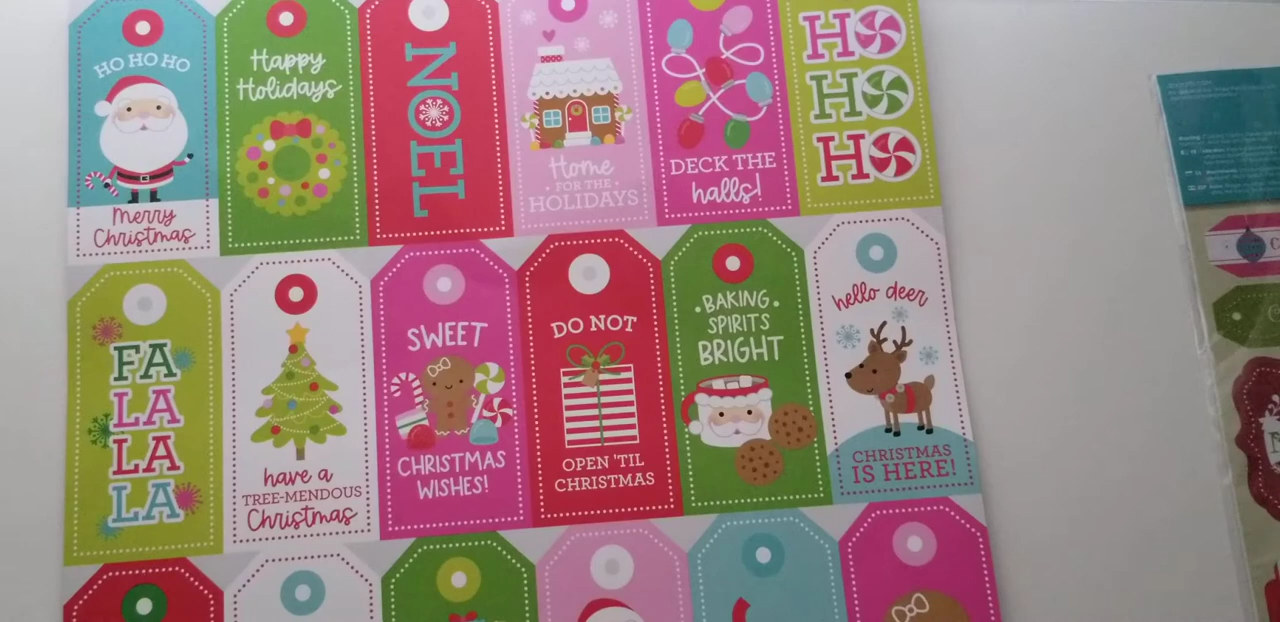 HO HO HO
Merry
Christmas
Happy
Holidays
NOEL
Home
FOR THE
HOLIDAYS
DECK THE
halls!
HO
HO
HO
FA
LA
LA
LA
have a
TREE-MENDOUS
Christmas
SWEET
CHRISTMAS
WISHES!
DO NOT
OPEN 'TIL
CHRISTMAS
•BAKING•
SPIRITS
BRIGHT
hello deer
CHRISTMAS
IS HERE!